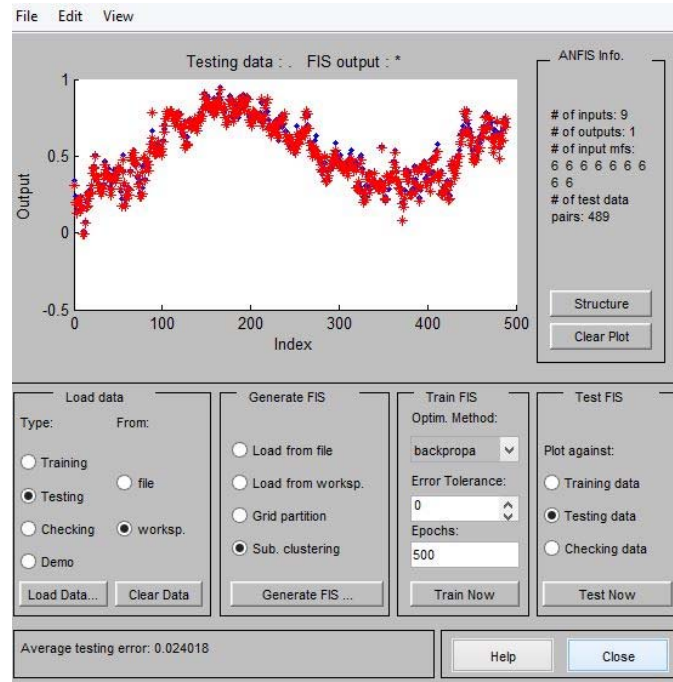 File Edit View
Testing data : .   FIS output : *
1
0.5
0
-0.5
Output
0 100 200 300 400 500
Index
ANFIS Info.
# of inputs: 9
# of outputs: 1
# of input mfs:
6 6 6 6 6 6 6
6 6
# of test data
pairs: 489
Structure
Clear Plot
Load data
Type: From:
Training
Testing
Checking
Demo
file
worksp.
Load Data... Clear Data
Generate FIS
Load from file
Load from worksp.
Grid partition
Sub. clustering
Generate FIS ...
Train FIS
Optim. Method:
backpropa
Error Tolerance:
0
Epochs:
500
Train Now
Test FIS
Plot against:
Training data
Testing data
Checking data
Test Now
Average testing error: 0.024018
Help
Close